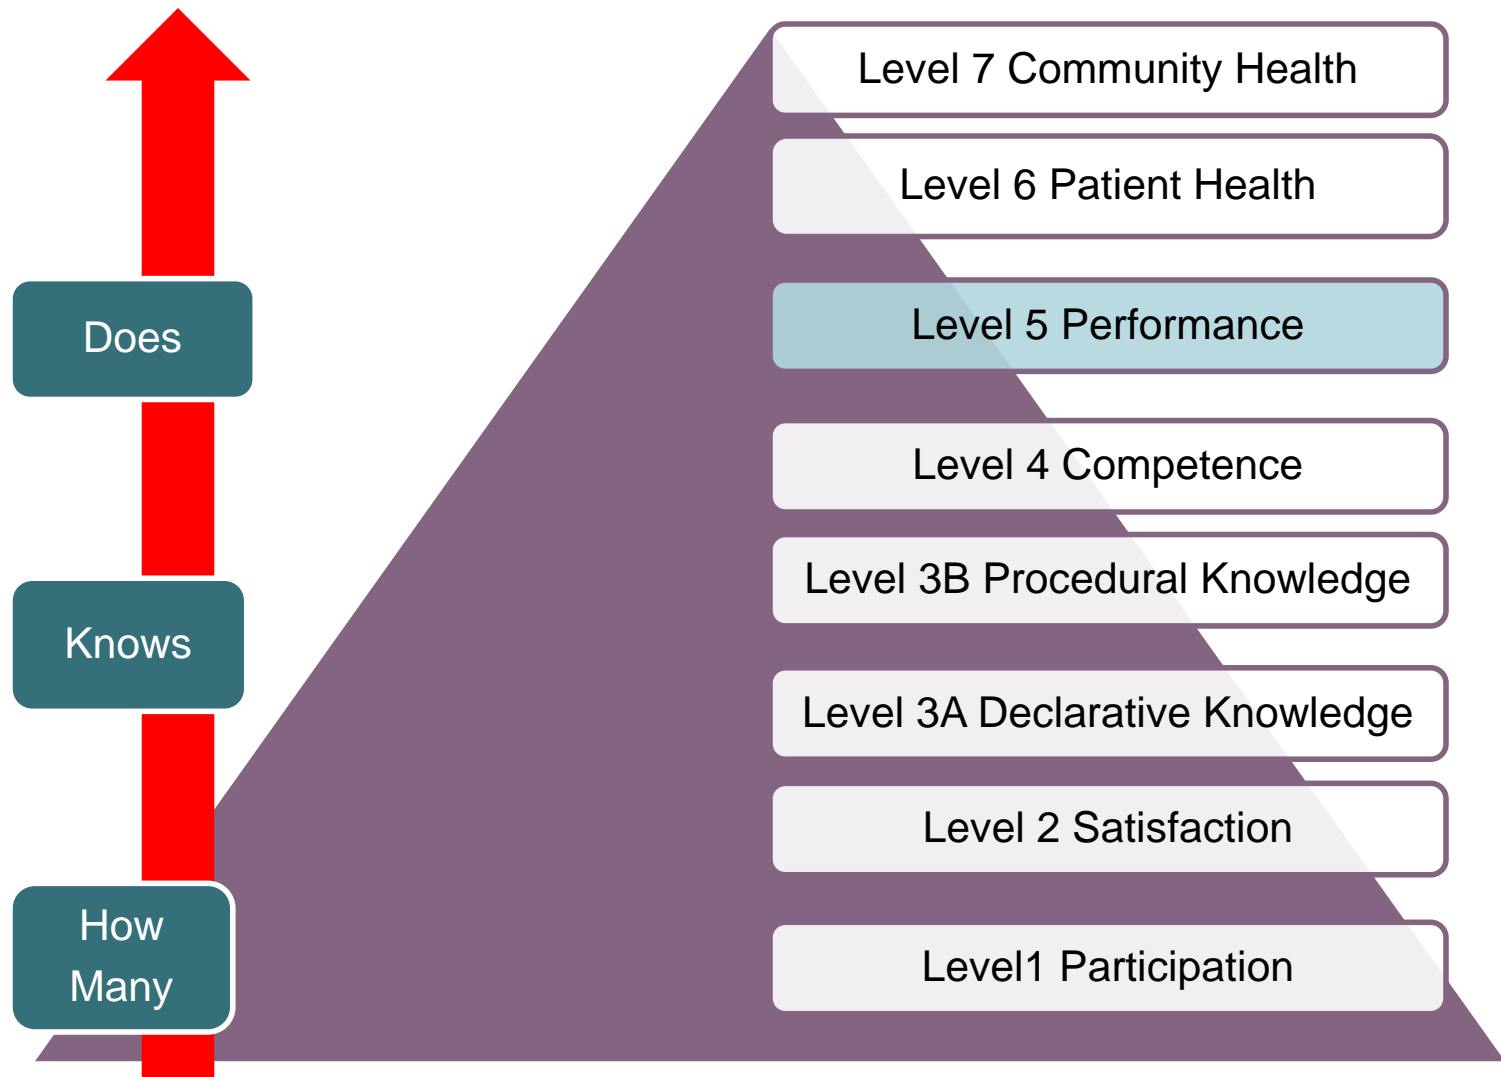 Level 7 Community Health
Level 6 Patient Health
Does
Level 5 Performance
Level 4 Competence
Level 3B Procedural Knowledge
Knows
Level 3A Declarative Knowledge
Level 2 Satisfaction
How
Many
Level1 Participation